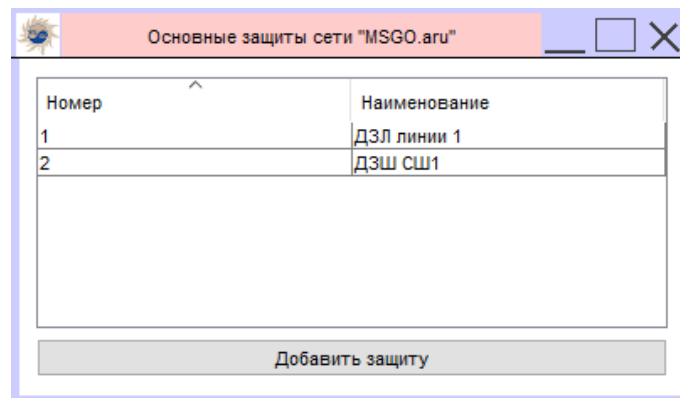 Основные защиты сети "MSGO.aru"
Номер Наименование
1 ДЗЛ линии 1
2 ДЗШ СШ1
Добавить защиту